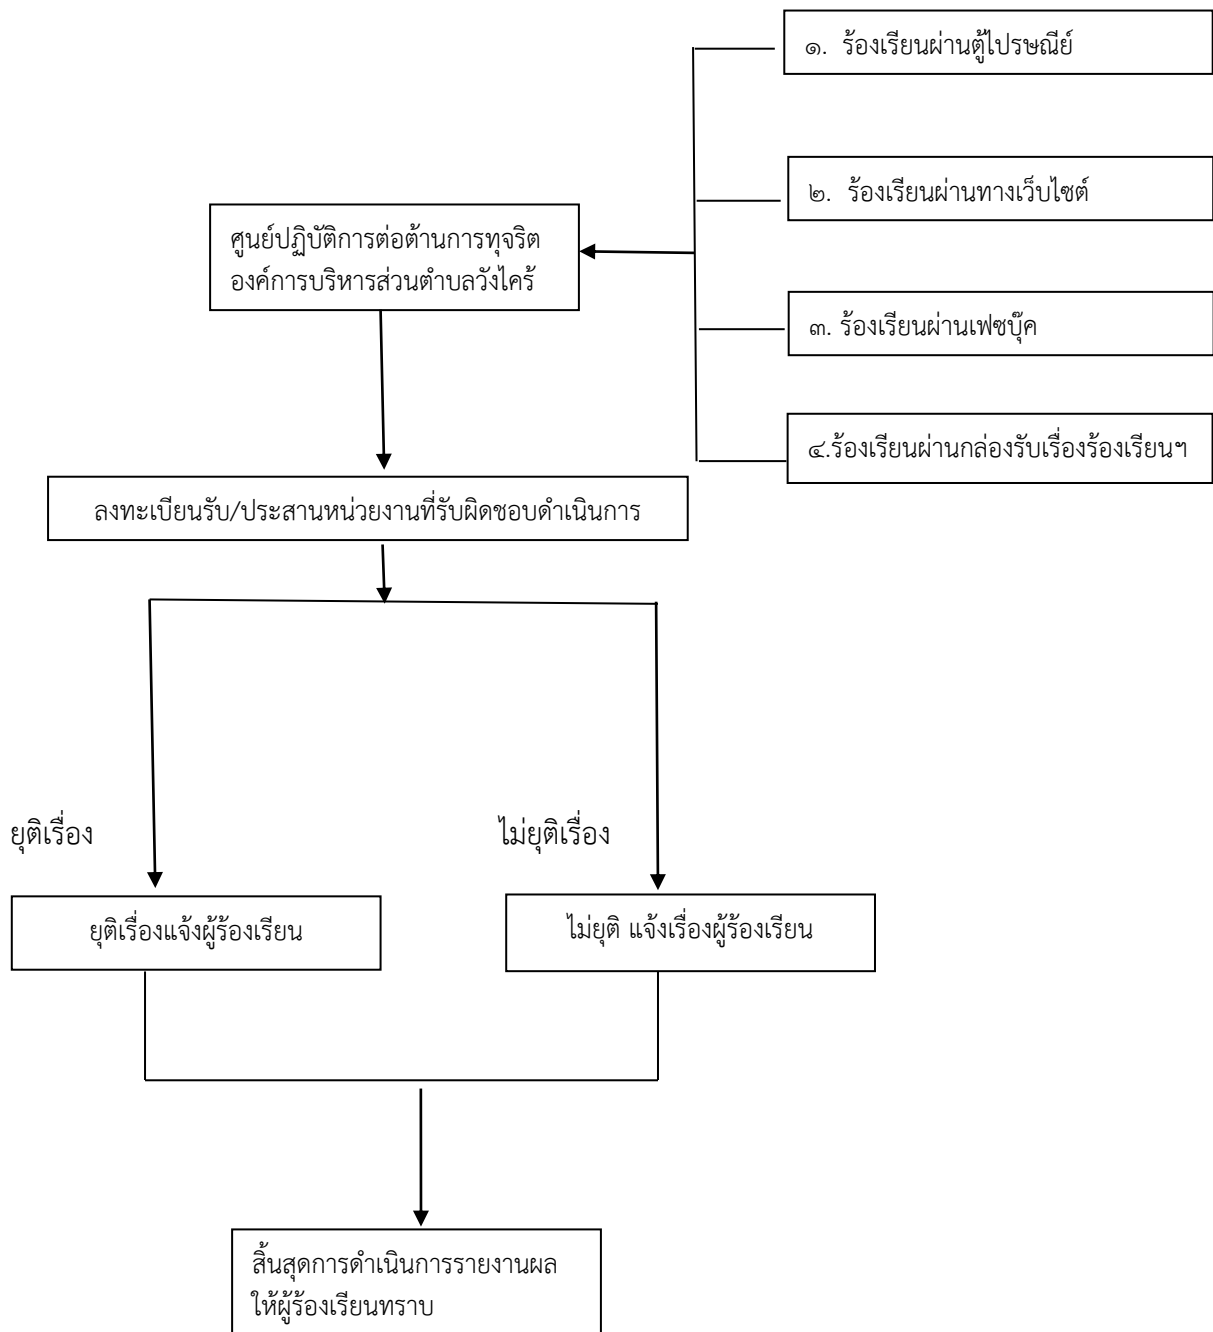 ๑. ร้องเรียนผ่านตู้ไปรษณีย์
๒. ร้องเรียนผ่านทางเว็บไซต์
ศูนย์ปฏิบัติการต่อต้านการทุจริต
องค์การบริหารส่วนตำบลวังไคร้
๓. ร้องเรียนผ่านเฟซบุ๊ค
๔.ร้องเรียนผ่านกล่องรับเรื่องร้องเรียนฯ
ลงทะเบียนรับ/ประสานหน่วยงานที่รับผิดชอบดำเนินการ
ยุติเรื่อง
ไม่ยุติเรื่อง
ยุติเรื่องแจ้งผู้ร้องเรียน
ไม่ยุติ แจ้งเรื่องผู้ร้องเรียน
สิ้นสุดการดำเนินการรายงานผล
ให้ผู้ร้องเรียนทราบ